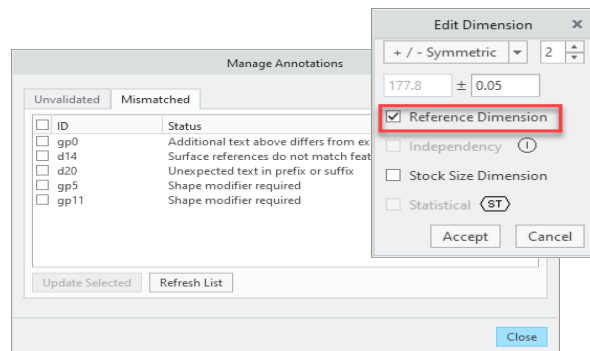 Edit Dimension ×
+ / - Symmetric 2
177.8 ± 0.05
Reference Dimension
Independency Ⓘ
Stock Size Dimension
Statistical ST
Accept Cancel
Manage Annotations
Unvalidated Mismatched
ID Status
gp0 Additional text above differs from ex
d14 Surface references do not match feat
d20 Unexpected text in prefix or suffix
gp5 Shape modifier required
gp11 Shape modifier required
Update Selected Refresh List
Close